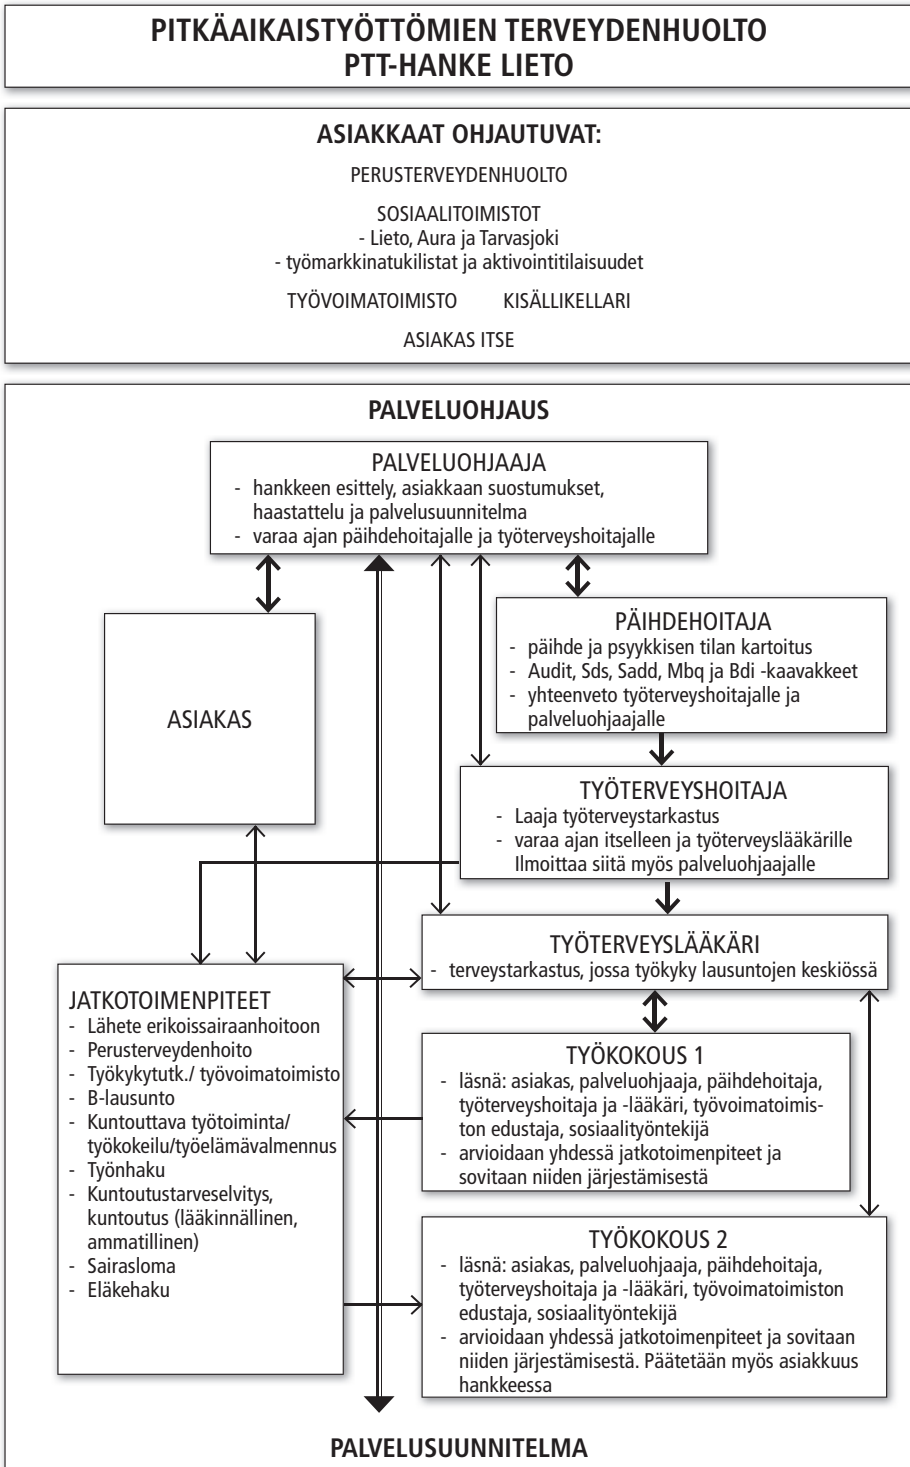 PITKÄAIKAISTYÖTTÖMIEN TERVEYDENHUOLTO
PTT-HANKE LIETO
ASIAKKAAT OHJAUTUVAT:
PERUSTERVEYDENHUOLTO
SOSIAALITOIMISTOT
- Lieto, Aura ja Tarvasjoki
- työmarkkinatukilistat ja aktivointitilaisuudet
TYÖVOIMATOIMISTO KISÄLLIKELLARI
ASIAKAS ITSE
PALVELUOHJAUS
PALVELUOHJAAJA
- hankkeen esittely, asiakkaan suostumukset,
haastattelu ja palvelusuunnitelma
- varaa ajan päihdehoitajalle ja työterveyshoitajalle
ASIAKAS
PÄIHDEHOITAJA
- päihde ja psyykkisen tilan kartoitus
- Audit, Sds, Sadd, Mbq ja Bdi -kaavakkeet
- yhteenveto työterveyshoitajalle ja
palveluohjaajalle
TYÖTERVEYSHOITAJA
- Laaja työterveystarkastus
- varaa ajan itselleen ja työterveyslääkärille
Ilmoittaa siitä myös palveluohjaajalle
TYÖTERVEYSLÄÄKÄRI
- terveystarkastus, jossa työkyky lausuntojen keskiössä
JATKOTOIMENPITEET
- Lähete erikoissairaanhoitoon
- Perusterveydenhoito
- Työkykytutk./ työvoimatoimisto
- B-lausunto
- Kuntouttava työtoiminta/
työkokeilu/työelämävalmennus
- Työnhaku
- Kuntoutustarveselvitys,
kuntoutus (lääkinnällinen,
ammatillinen)
- Sairasloma
- Eläkehaku
TYÖKOKOUS 1
- läsnä: asiakas, palveluohjaaja, päihdehoitaja,
työterveyshoitaja ja -lääkäri, työvoimatoimis-
ton edustaja, sosiaalityöntekijä
- arvioidaan yhdessä jatkotoimenpiteet ja
sovitaan niiden järjestämisestä
TYÖKOKOUS 2
- läsnä: asiakas, palveluohjaaja, päihdehoitaja,
työterveyshoitaja ja -lääkäri, työvoimatoimiston
edustaja, sosiaalityöntekijä
- arvioidaan yhdessä jatkotoimenpiteet ja sovitaan
niiden järjestämisestä. Päätetään myös asiakkuus
hankkeessa
PALVELUSUUNNITELMA